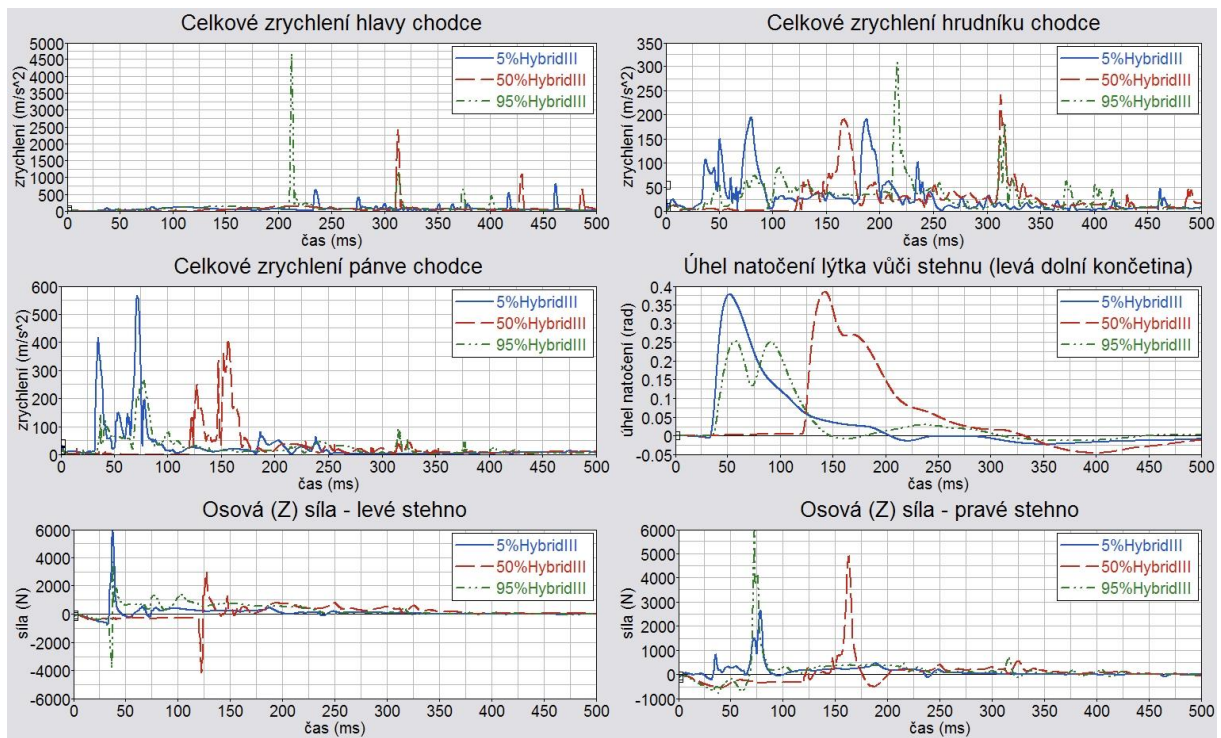 Celkové zrychlení hlavy chodce
zrychlení (m/s^2)
5000
4500
4000
3500
3000
2500
2000
1500
1000
500
0
0 50 100 150 200 250 300 350 400 450 500
čas (ms)
5%HybridIII
50%HybridIII
95%HybridIII
Celkové zrychlení hrudníku chodce
zrychlení (m/s^2)
350
300
250
200
150
100
50
0
0 50 100 150 200 250 300 350 400 450 500
čas (ms)
5%HybridIII
50%HybridIII
95%HybridIII
Celkové zrychlení pánve chodce
zrychlení (m/s^2)
600
500
400
300
200
100
0
0 50 100 150 200 250 300 350 400 450 500
čas (ms)
5%HybridIII
50%HybridIII
95%HybridIII
Úhel natočení lýtka vůči stehnu (levá dolní končetina)
úhel natočení (rad)
0.4
0.35
0.3
0.25
0.2
0.15
0.1
0.05
0
-0.05
0 50 100 150 200 250 300 350 400 450 500
čas (ms)
5%HybridIII
50%HybridIII
95%HybridIII
Osová (Z) síla - levé stehno
síla (N)
6000
4000
2000
0
-2000
-4000
-6000
0 50 100 150 200 250 300 350 400 450 500
čas (ms)
5%HybridIII
50%HybridIII
95%HybridIII
Osová (Z) síla - pravé stehno
síla (N)
6000
5000
4000
3000
2000
1000
0
-1000
0 50 100 150 200 250 300 350 400 450 500
čas (ms)
5%HybridIII
50%HybridIII
95%HybridIII